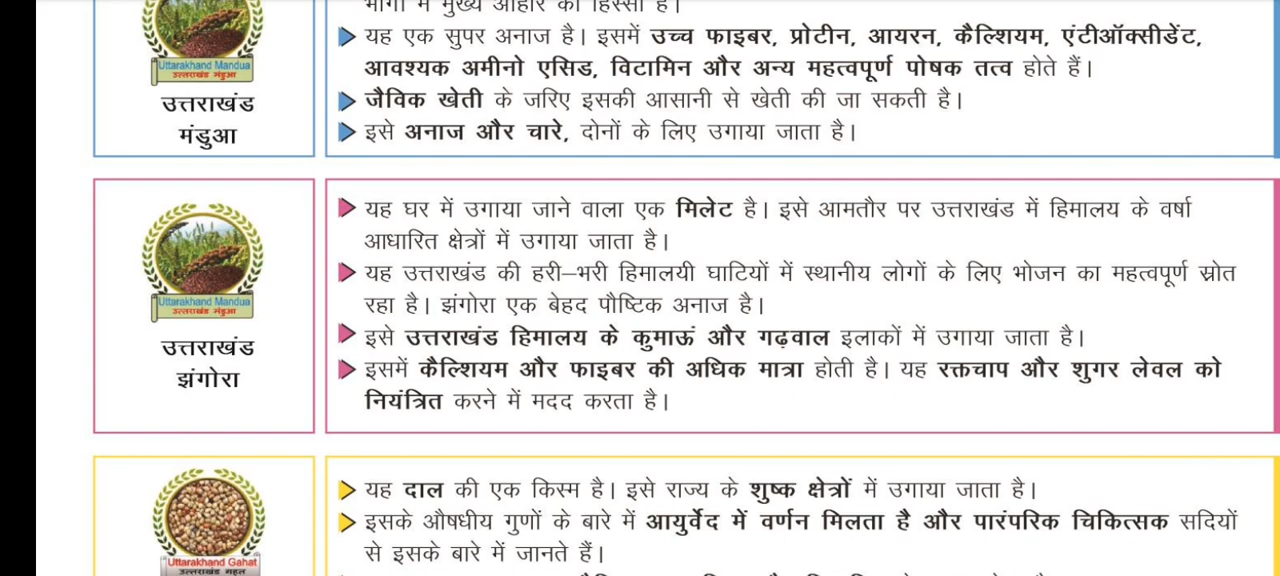 Uttarakhand Mandua
उत्तराखंड मंडुआ
उत्तराखंड
मंडुआ
यह एक सुपर अनाज है। इसमें उच्च फाइबर, प्रोटीन, आयरन, कैल्शियम, एंटीऑक्सीडेंट,
आवश्यक अमीनो एसिड, विटामिन और अन्य महत्वपूर्ण पोषक तत्व होते हैं।
जैविक खेती के जरिए इसकी आसानी से खेती की जा सकती है।
इसे अनाज और चारे, दोनों के लिए उगाया जाता है।
Uttarakhand Mandua
उत्तराखंड मंडुआ
उत्तराखंड
झंगोरा
यह घर में उगाया जाने वाला एक मिलेट है। इसे आमतौर पर उत्तराखंड में हिमालय के वर्षा
आधारित क्षेत्रों में उगाया जाता है।
यह उत्तराखंड की हरी–भरी हिमालयी घाटियों में स्थानीय लोगों के लिए भोजन का महत्वपूर्ण स्रोत
रहा है। झंगोरा एक बेहद पौष्टिक अनाज है।
इसे उत्तराखंड हिमालय के कुमाऊं और गढ़वाल इलाकों में उगाया जाता है।
इसमें कैल्शियम और फाइबर की अधिक मात्रा होती है। यह रक्तचाप और शुगर लेवल को
नियंत्रित करने में मदद करता है।
Uttarakhand Gahat
उत्तराखंड गहत
यह दाल की एक किस्म है। इसे राज्य के शुष्क क्षेत्रों में उगाया जाता है।
इसके औषधीय गुणों के बारे में आयुर्वेद में वर्णन मिलता है और पारंपरिक चिकित्सक सदियों
से इसके बारे में जानते हैं।